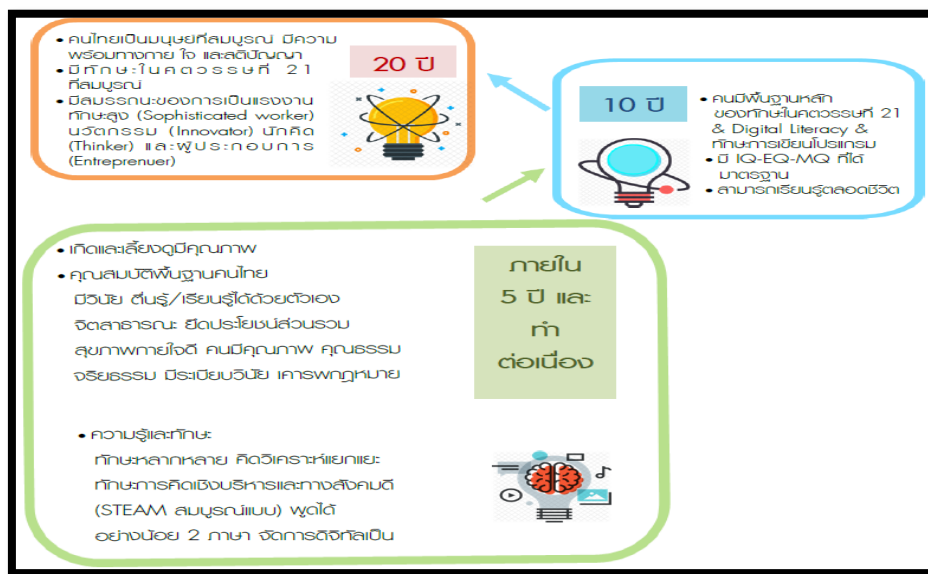 • คนไทยเป็นมนุษย์ที่สมบูรณ์ มีความ
พร้อมทางกาย ใจ และสติปัญญา
• มีทักษะในศตวรรษที่ 21
ที่สมบูรณ์
• มีสมรรถนะของการเป็นแรงงาน
ทักษะสูง (Sophisticated worker)
นวัตกรรม (Innovator) นักคิด
(Thinker) และผู้ประกอบการ
(Entreprenuer)
20 ปี
10 ปี
• คนมีพื้นฐานหลัก
ของทักษะในศตวรรษที่ 21
& Digital Literacy &
ทักษะการเขียนโปรแกรม
• มี IQ-EQ-MQ ที่ได้
มาตรฐาน
• สามารถเรียนรู้ตลอดชีวิต
• เกิดและเลี้ยงดูมีคุณภาพ
• คุณสมบัติพื้นฐานคนไทย
มีวินัย ตื่นรู้/เรียนรู้ได้ด้วยตัวเอง
จิตสาธารณะ ยึดประโยชน์ส่วนรวม
สุขภาพกายใจดี คนมีคุณภาพ คุณธรรม
จริยธรรม มีระเบียบวินัย เคารพกฎหมาย
ภายใน
5 ปี และ
ทำ
ต่อเนื่อง
• ความรู้และทักษะ
ทักษะหลากหลาย คิดวิเคราะห์แยกแยะ
ทักษะการคิดเชิงบริหารและทางสังคมดี
(STEAM สมบูรณ์แบบ) พูดได้
อย่างน้อย 2 ภาษา จัดการดิจิทัลเป็น